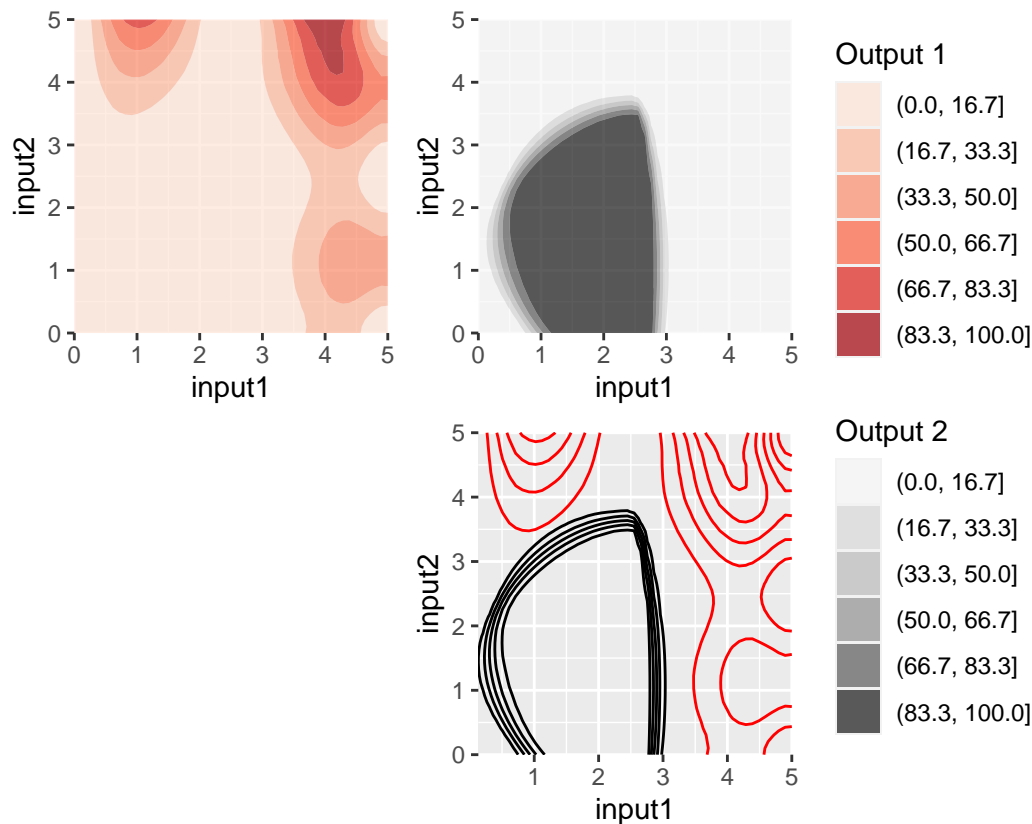 5
4
3
2
1
0
input2
0 1 2 3 4 5
input1
5
4
3
2
1
0
input2
0 1 2 3 4 5
input1
Output 1
(0.0, 16.7]
(16.7, 33.3]
(33.3, 50.0]
(50.0, 66.7]
(66.7, 83.3]
(83.3, 100.0]
5
4
3
2
1
0
input2
1 2 3 4 5
input1
Output 2
(0.0, 16.7]
(16.7, 33.3]
(33.3, 50.0]
(50.0, 66.7]
(66.7, 83.3]
(83.3, 100.0]